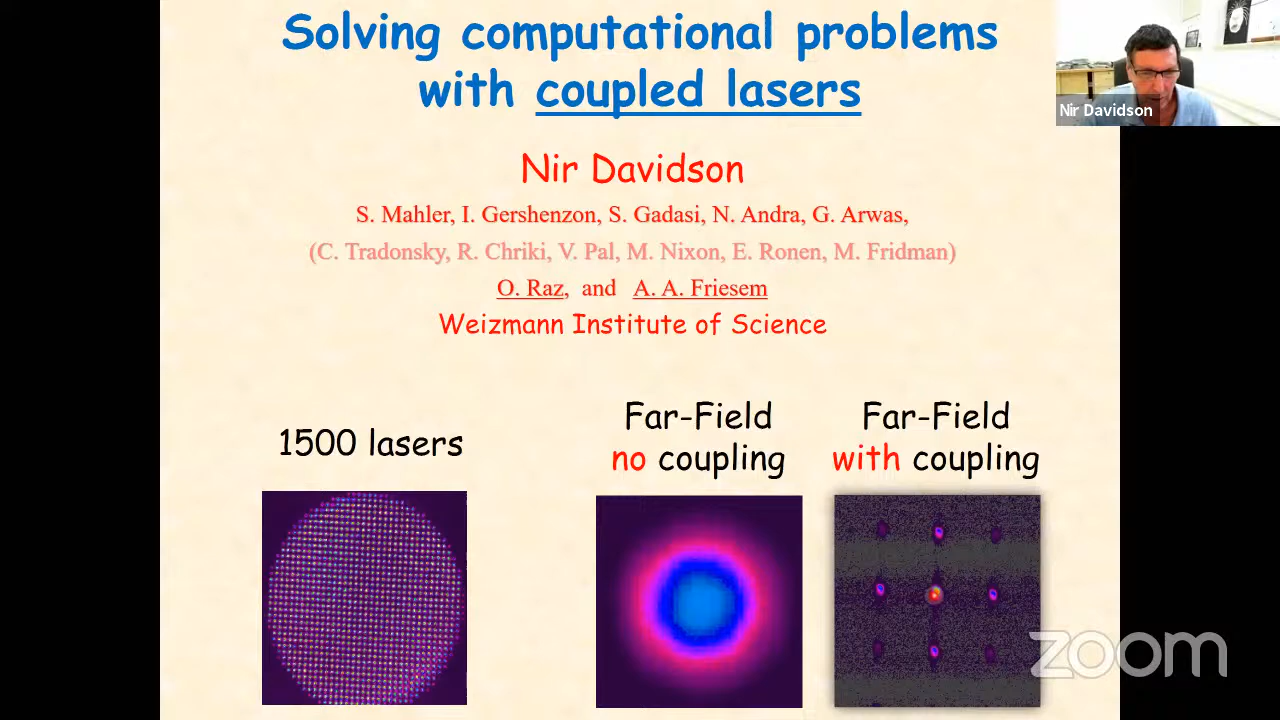 Solving computational problems
with coupled lasers
Nir Davidson
Nir Davidson
S. Mahler, I. Gershenzon, S. Gadasi, N. Andra, G. Arwas,
(C. Tradonsky, R. Chriki, V. Pal, M. Nixon, E. Ronen, M. Fridman)
O. Raz, and A. A. Friesem
Weizmann Institute of Science
1500 lasers
Far-Field
no coupling
Far-Field
with coupling
zoom